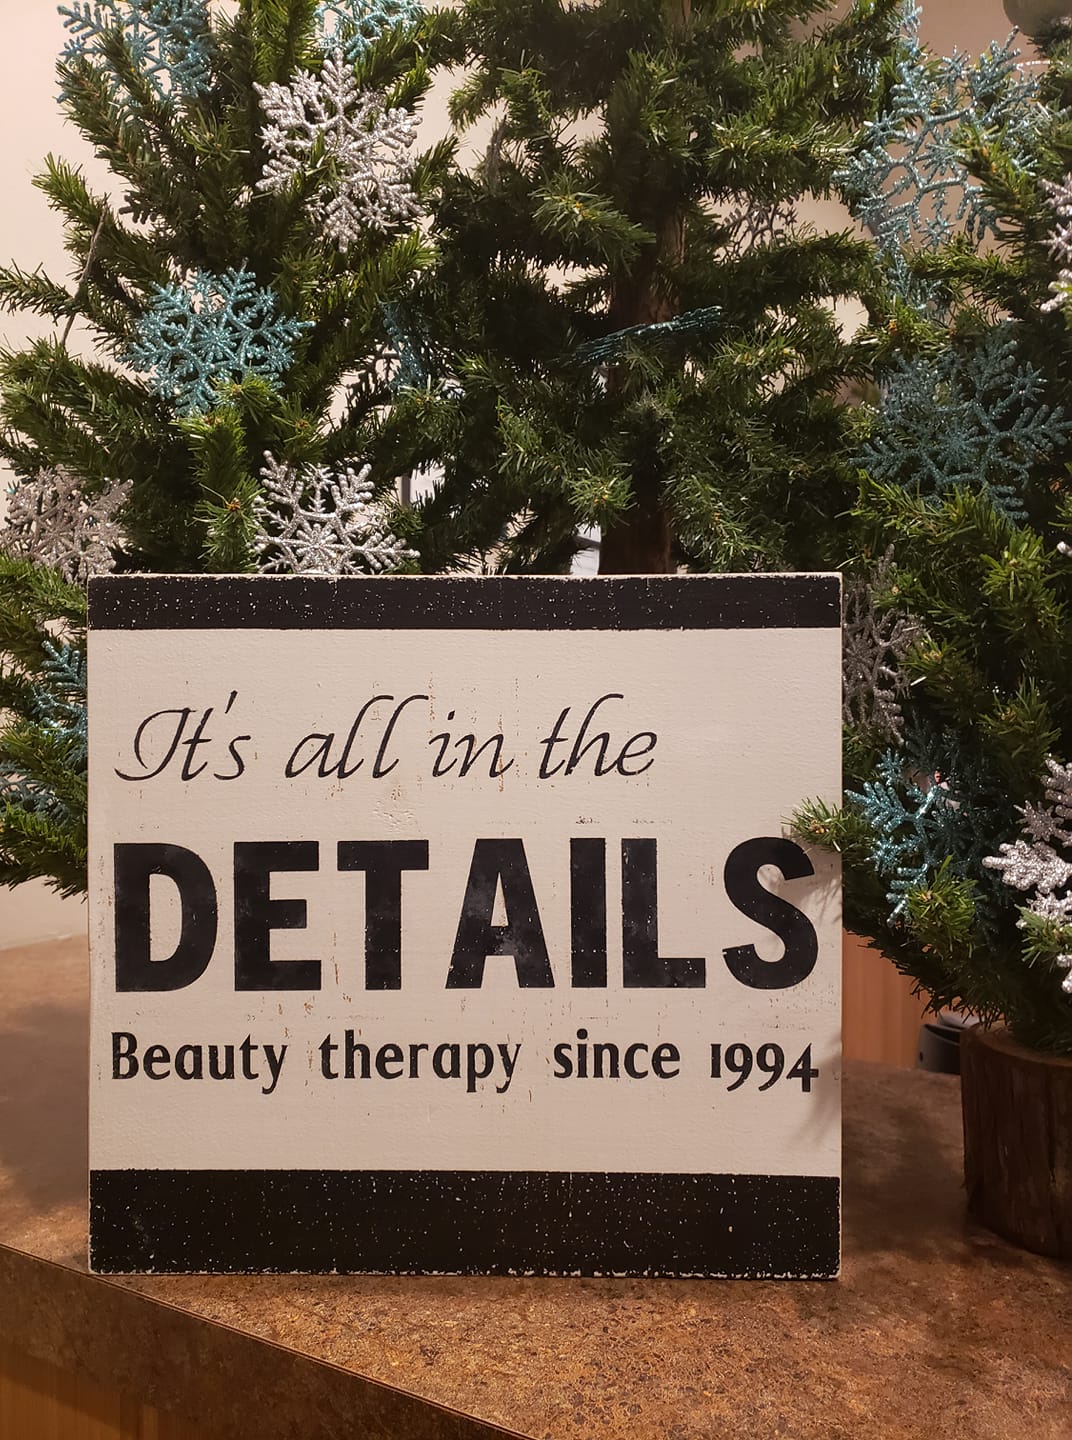 It's all in the
DETAILS
Beauty therapy since 1994